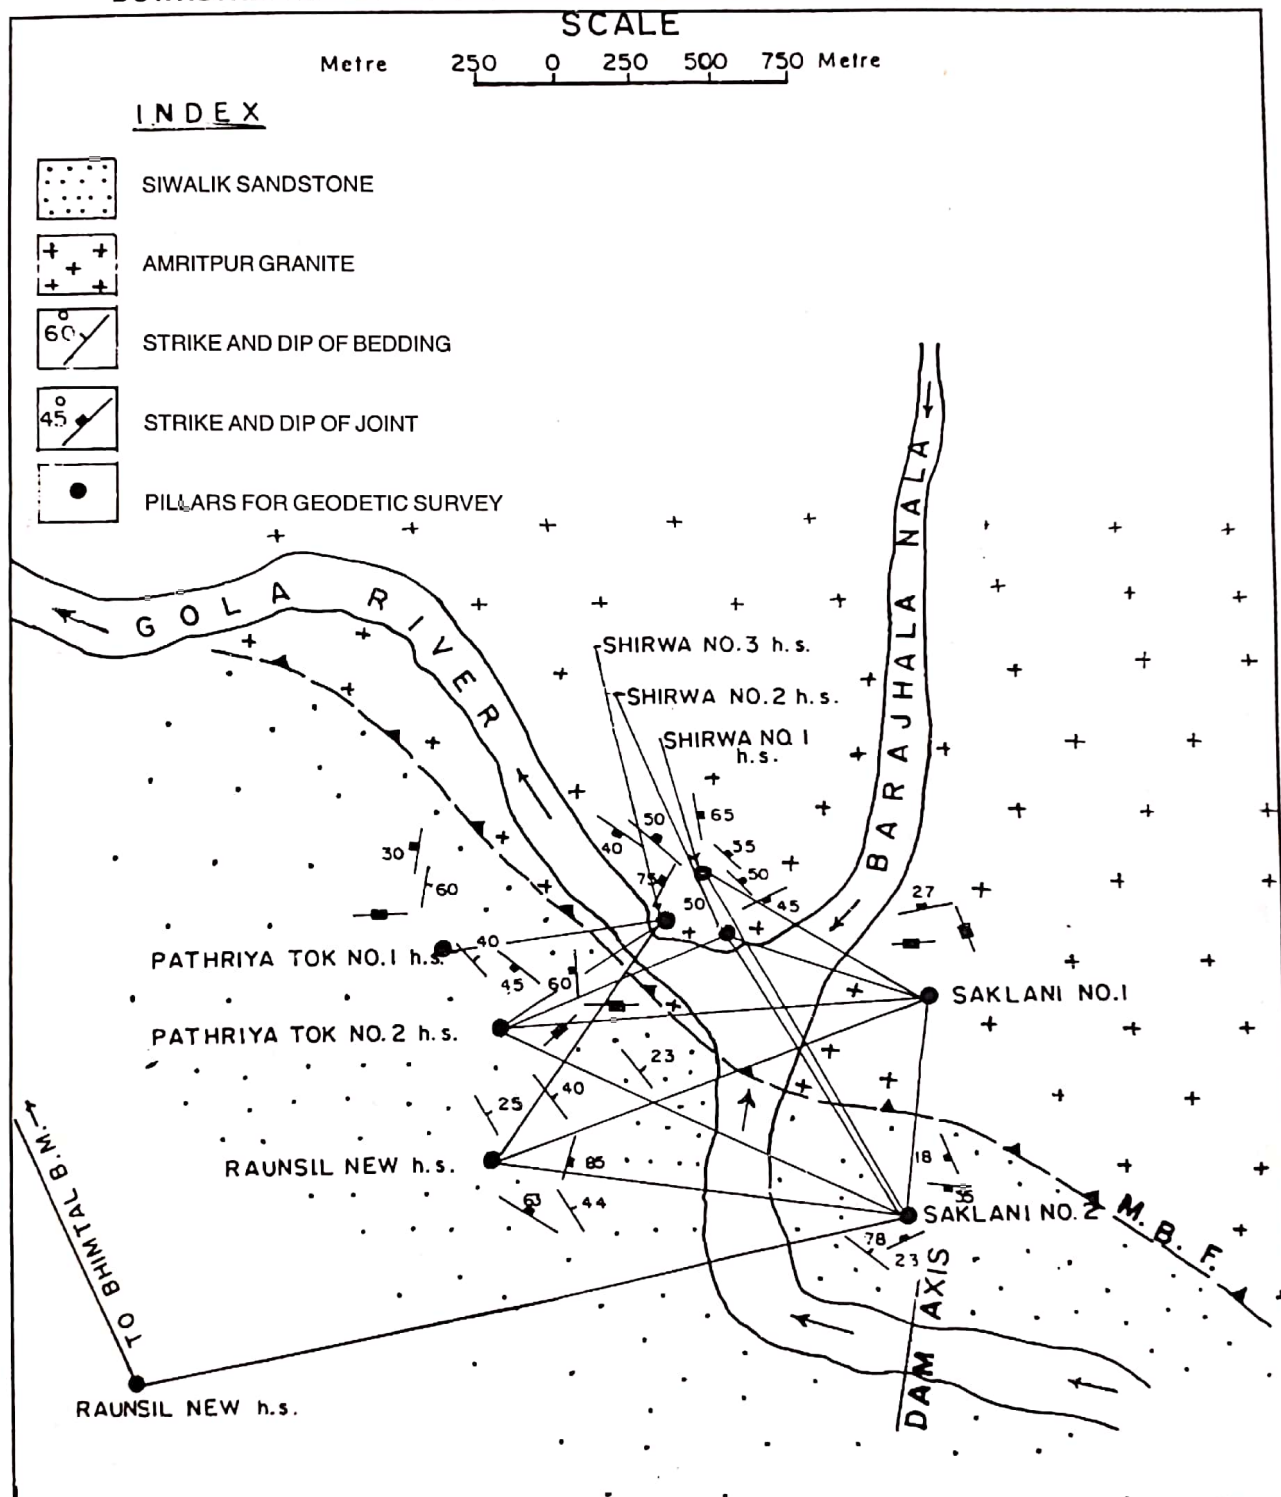 SCALE
Metre 250 0 250 500 750 Metre
INDEX
SIWALIK SANDSTONE
AMRITPUR GRANITE
60° STRIKE AND DIP OF BEDDING
45° STRIKE AND DIP OF JOINT
PILLARS FOR GEODETIC SURVEY
GOLA RIVER
BARAJHALA NALA
SHIRWA NO.3 h.s.
SHIRWA NO.2 h.s.
SHIRWA NO.1
h.s.
50
65
40
55
75
50
50
45
27
30
60
40
PATHRIYA TOK NO.1 h.s.
45
60
SAKLANI NO.1
PATHRIYA TOK NO.2 h.s.
23
40
25
TO BHIMTAL B.M.
RAUNSIL NEW h.s.
85
18
35
63
44
SAKLANI NO.2
M.B.F.
78
23
DAM AXIS
RAUNSIL NEW h.s.